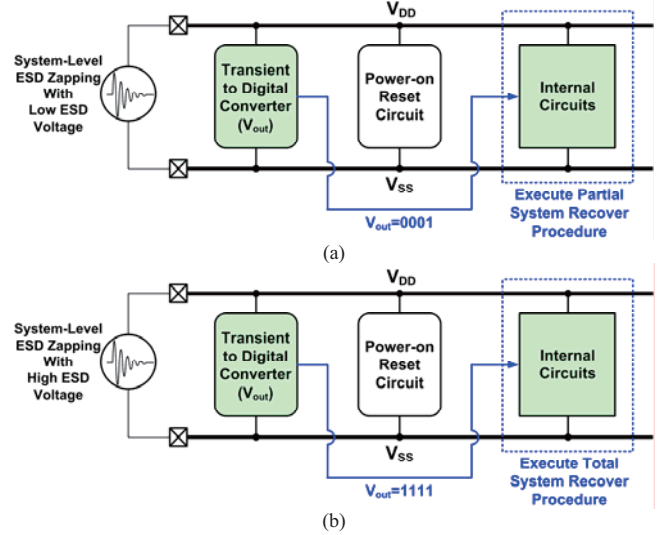 VDD
System-Level
ESD Zapping
With
Low ESD
Voltage
Transient
to Digital
Converter
(Vout)
Power-on
Reset
Circuit
Internal
Circuits
VSS
Vout=0001
Execute Partial
System Recover
Procedure
(a)
VDD
System-Level
ESD Zapping
With
High ESD
Voltage
Transient
to Digital
Converter
(Vout)
Power-on
Reset
Circuit
Internal
Circuits
VSS
Vout=1111
Execute Total
System Recover
Procedure
(b)